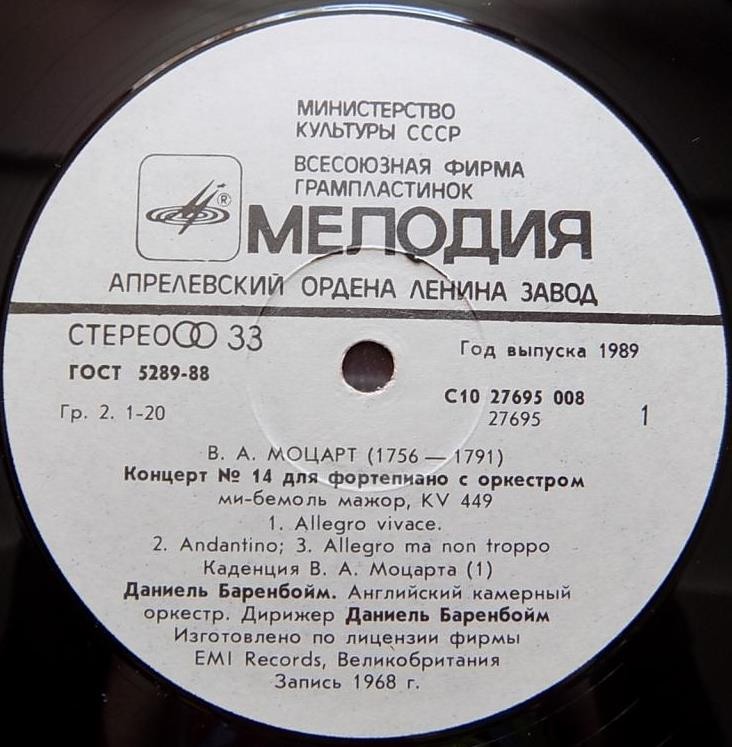 МИНИСТЕРСТВО
КУЛЬТУРЫ СССР
ВСЕСОЮЗНАЯ ФИРМА
ГРАМПЛАСТИНОК
®
МЕЛОДИЯ
АПРЕЛЕВСКИЙ ОРДЕНА ЛЕНИНА ЗАВОД
СТЕРЕО 33
Год выпуска 1989
ГОСТ 5289-88
С10 27695 008
Гр. 2. 1-20
27695
1
В. А. МОЦАРТ (1756 — 1791)
Концерт № 14 для фортепиано с оркестром
ми-бемоль мажор, KV 449
1. Allegro vivace.
2. Andantino; 3. Allegro ma non troppo
Каденция В. А. Моцарта (1)
Даниель Баренбойм. Английский камерный
оркестр. Дирижер Даниель Баренбойм
Изготовлено по лицензии фирмы
EMI Records, Великобритания
Запись 1968 г.